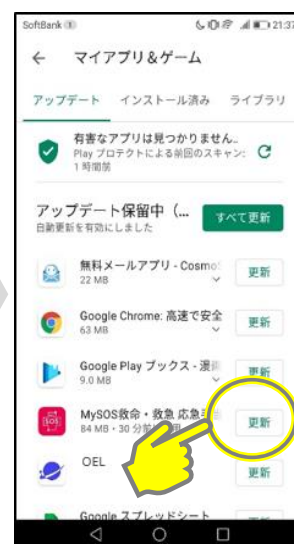 SoftBank 21:37
マイアプリ&ゲーム
アップデート インストール済み ライブラリ
有害なアプリは見つかりません..
Play プロテクトによる前回のスキャン:
1 時間前
アップデート保留中（... すべて更新
自動更新を有効にしました
無料メールアプリ - Cosmo
22 MB 更新
Google Chrome: 高速で安全
63 MB 更新
Google Play ブックス - 漫画
9.0 MB 更新
MySOS救命・救急 応急手当
84 MB・30 分前 更新
OEL
更新
Google スプレッドシート